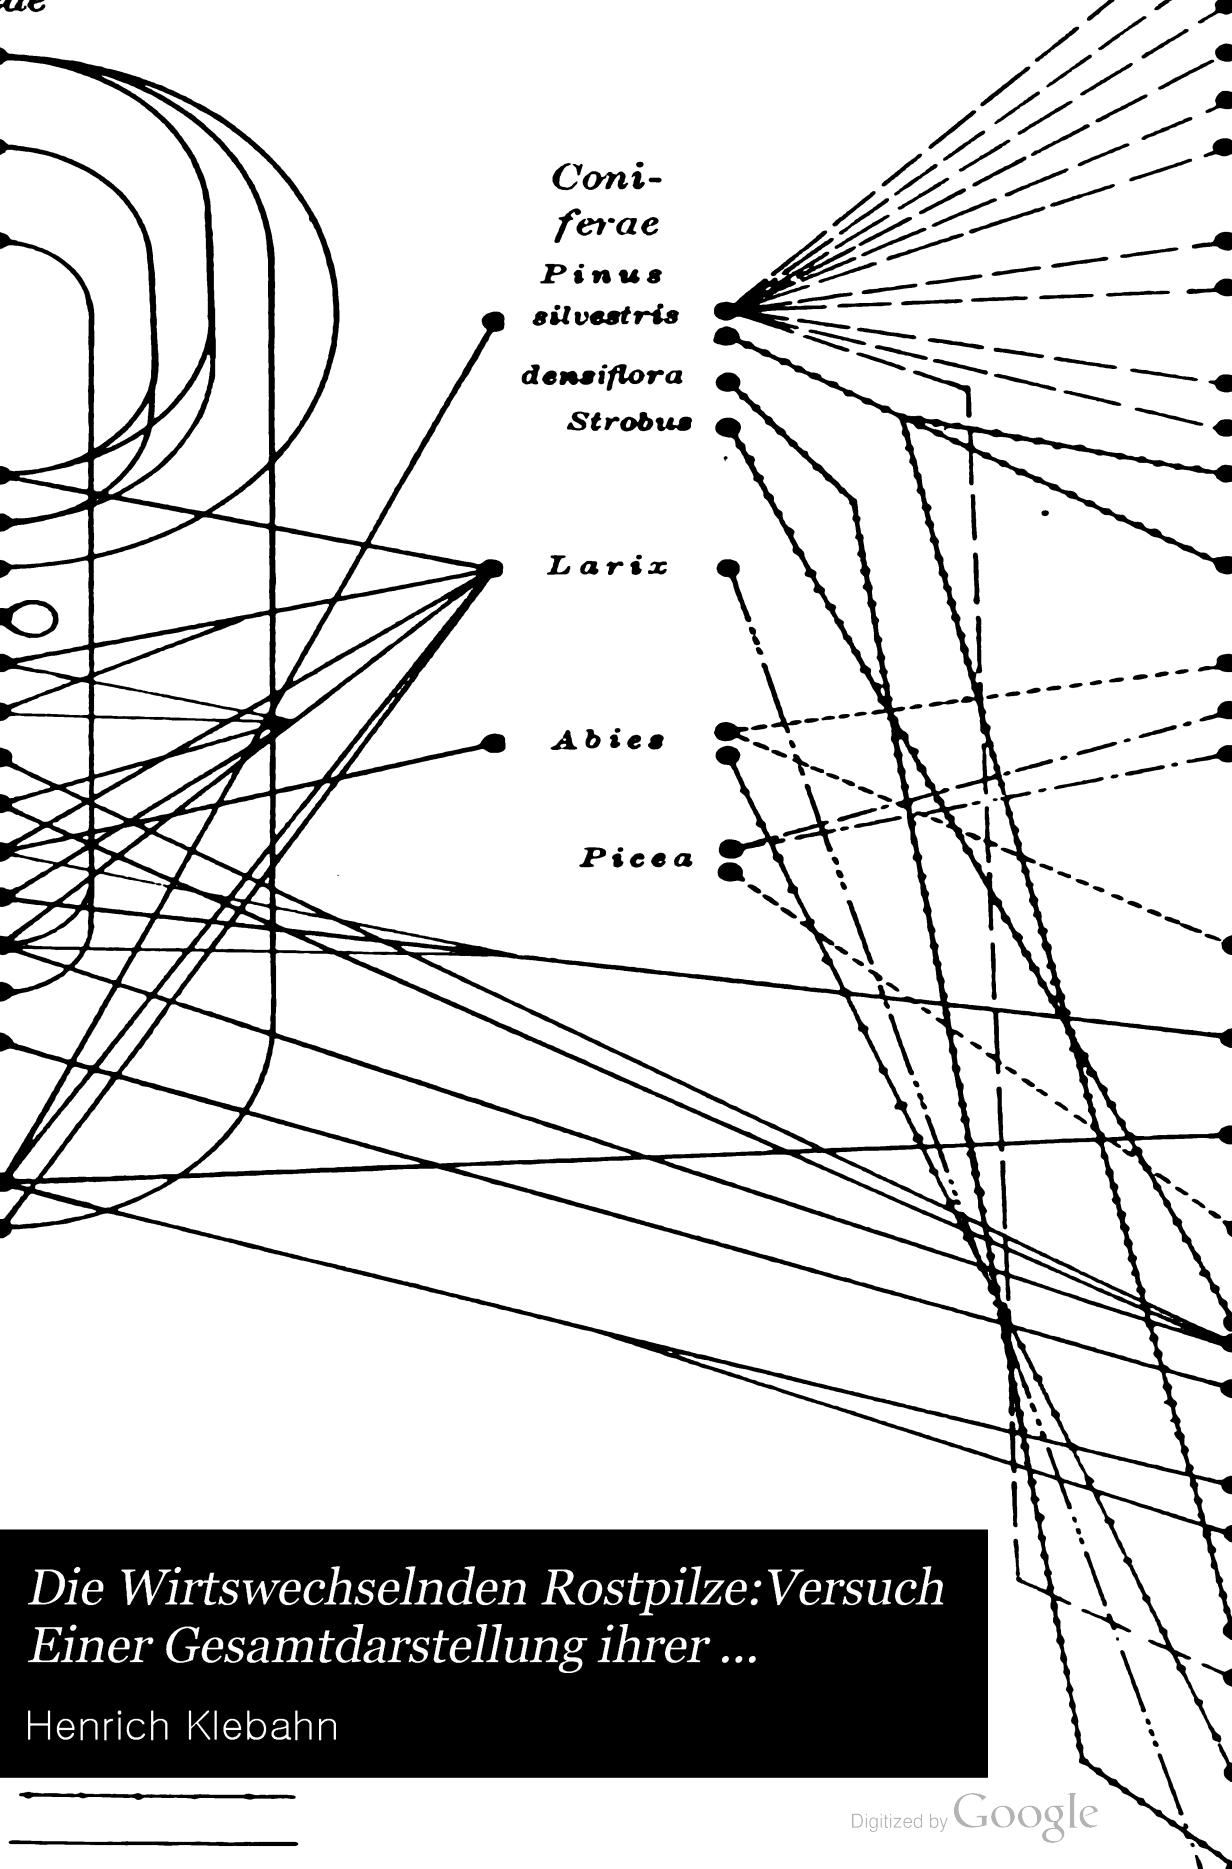 Coni-
ferae
Pinus
silvestris
densiflora
Strobus
Larix
Abies
Picea
Die Wirtswechselnden Rostpilze:Versuch
Einer Gesamtdarstellung ihrer ...
Henrich Klebahn
Digitized by Google